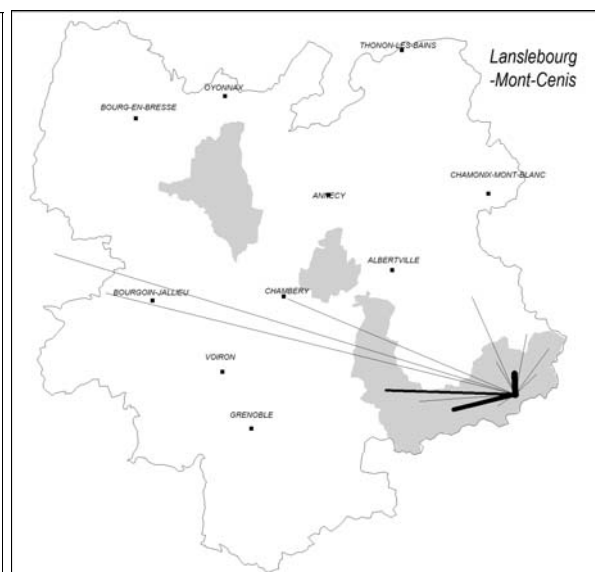 THONON-LES-BAINS
Lanslebourg
-Mont-Cenis
OYONNAX
BOURG-EN-BRESSE
CHAMONIX-MONT-BLANC
ANNECY
ALBERTVILLE
CHAMBERY
BOURGOIN-JALLIEU
VOIRON
GRENOBLE